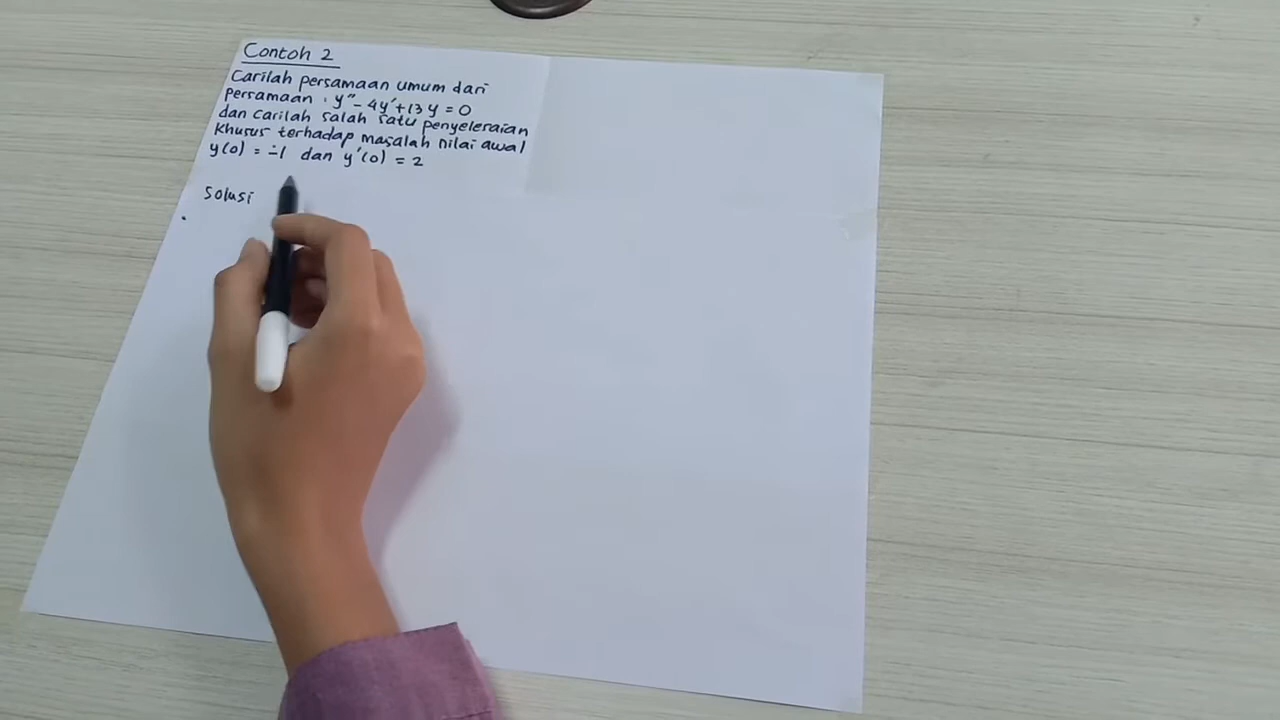 Contoh 2
Carilah persamaan umum dari
persamaan : y" - 4y' + 13y = 0
dan carilah salah satu penyeleraian
khusus terhadap masalah nilai awal
y(0) = -1 dan y'(0) = 2
Solusi